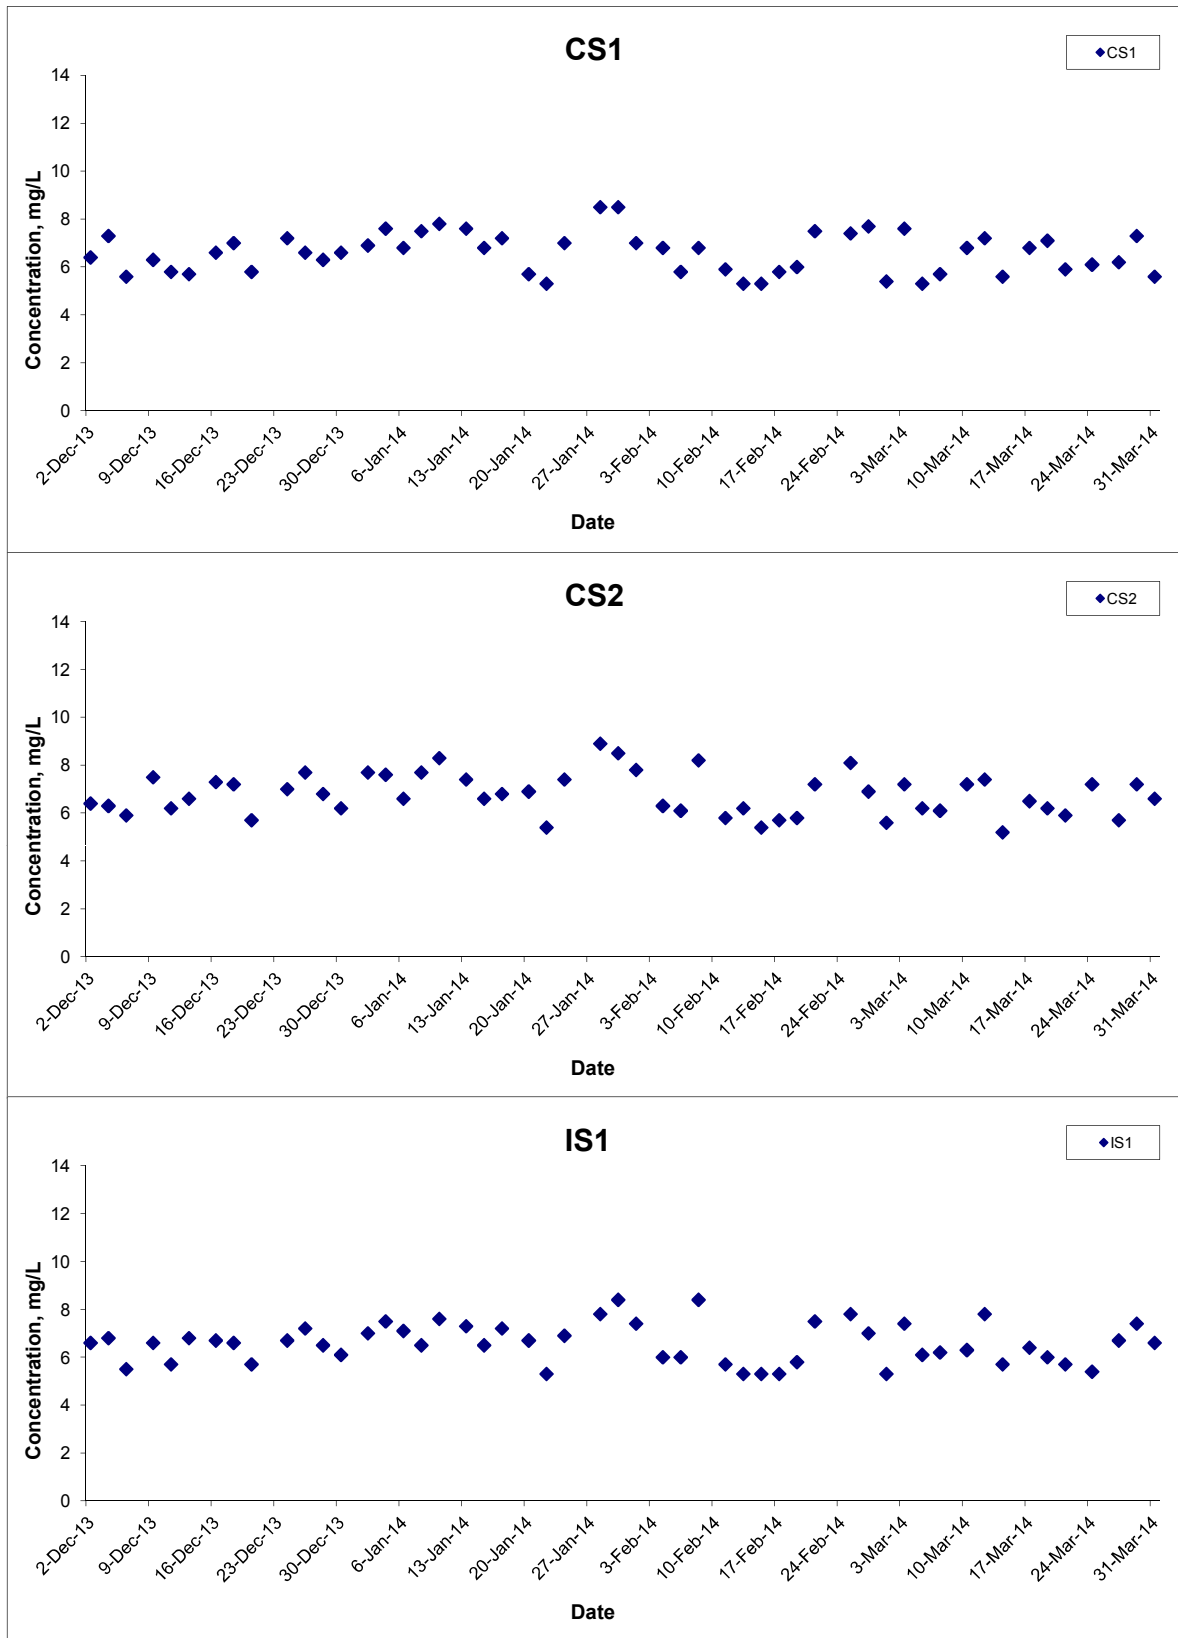 CS1
CS1
14
12
10
8
6
4
2
0
Concentration, mg/L
2-Dec-13
9-Dec-13
16-Dec-13
23-Dec-13
30-Dec-13
6-Jan-14
13-Jan-14
20-Jan-14
27-Jan-14
3-Feb-14
10-Feb-14
17-Feb-14
24-Feb-14
3-Mar-14
10-Mar-14
17-Mar-14
24-Mar-14
31-Mar-14
Date
CS2
CS2
14
12
10
8
6
4
2
0
Concentration, mg/L
2-Dec-13
9-Dec-13
16-Dec-13
23-Dec-13
30-Dec-13
6-Jan-14
13-Jan-14
20-Jan-14
27-Jan-14
3-Feb-14
10-Feb-14
17-Feb-14
24-Feb-14
3-Mar-14
10-Mar-14
17-Mar-14
24-Mar-14
31-Mar-14
Date
IS1
IS1
14
12
10
8
6
4
2
0
Concentration, mg/L
2-Dec-13
9-Dec-13
16-Dec-13
23-Dec-13
30-Dec-13
6-Jan-14
13-Jan-14
20-Jan-14
27-Jan-14
3-Feb-14
10-Feb-14
17-Feb-14
24-Feb-14
3-Mar-14
10-Mar-14
17-Mar-14
24-Mar-14
31-Mar-14
Date